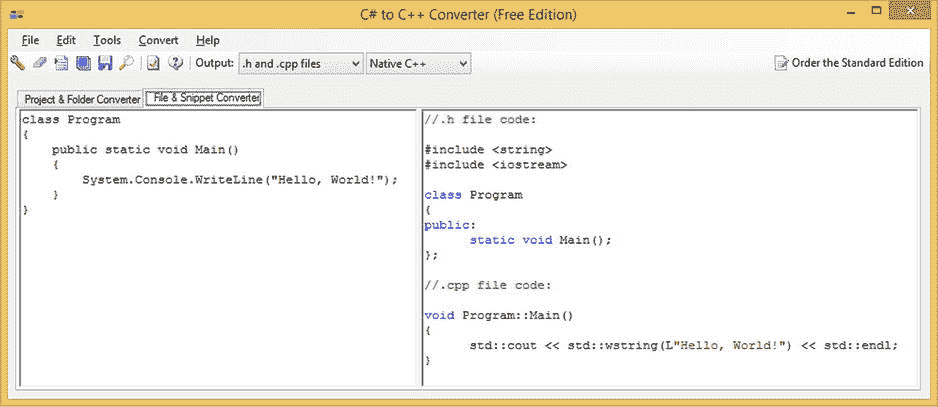 C# to C++ Converter (Free Edition)
File Edit Tools Convert Help
Output: .h and .cpp files Native C++ Order the Standard Edition
Project & Folder Converter File & Snippet Converter
class Program
{
    public static void Main()
    {
        System.Console.WriteLine("Hello, World!");
    }
}
//.h file code:

#include <string>
#include <iostream>

class Program
{
public:
      static void Main();
};

//.cpp file code:

void Program::Main()
{
      std::cout << std::wstring(L"Hello, World!") << std::endl;
}